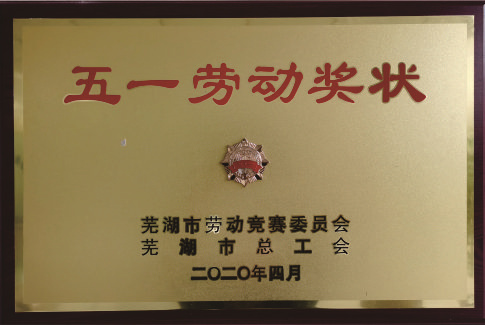 五一劳动奖状
芜湖市劳动竞赛委员会
芜湖市总工会
二〇二〇年四月